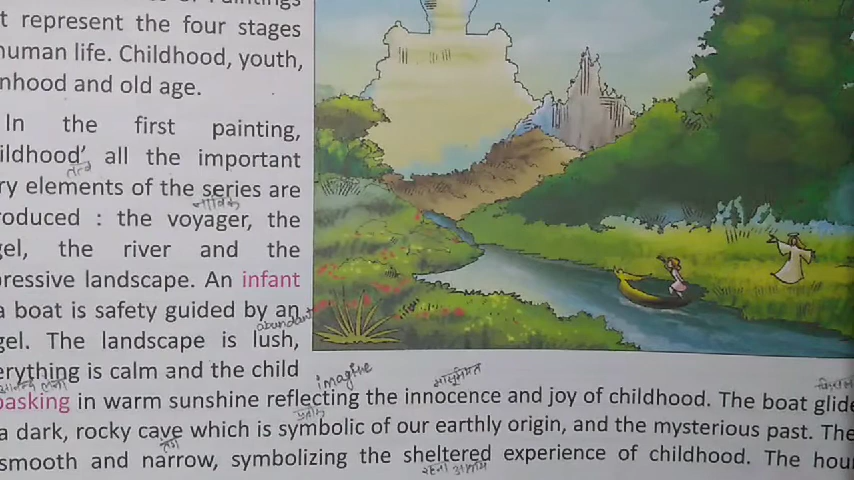 t represent the four stages
human life. Childhood, youth,
nhood and old age.
In the first painting,
ildhood', all the important
ry elements of the series are
roduced : the voyager, the
gel, the river and the
pressive landscape. An infant
a boat is safety guided by an
abundant
gel. The landscape is lush,
erything is calm and the child
imagine
basking in warm sunshine reflecting the innocence and joy of childhood. The boat glide
a dark, rocky cave which is symbolic of our earthly origin, and the mysterious past. The
smooth and narrow, symbolizing the sheltered experience of childhood. The hour